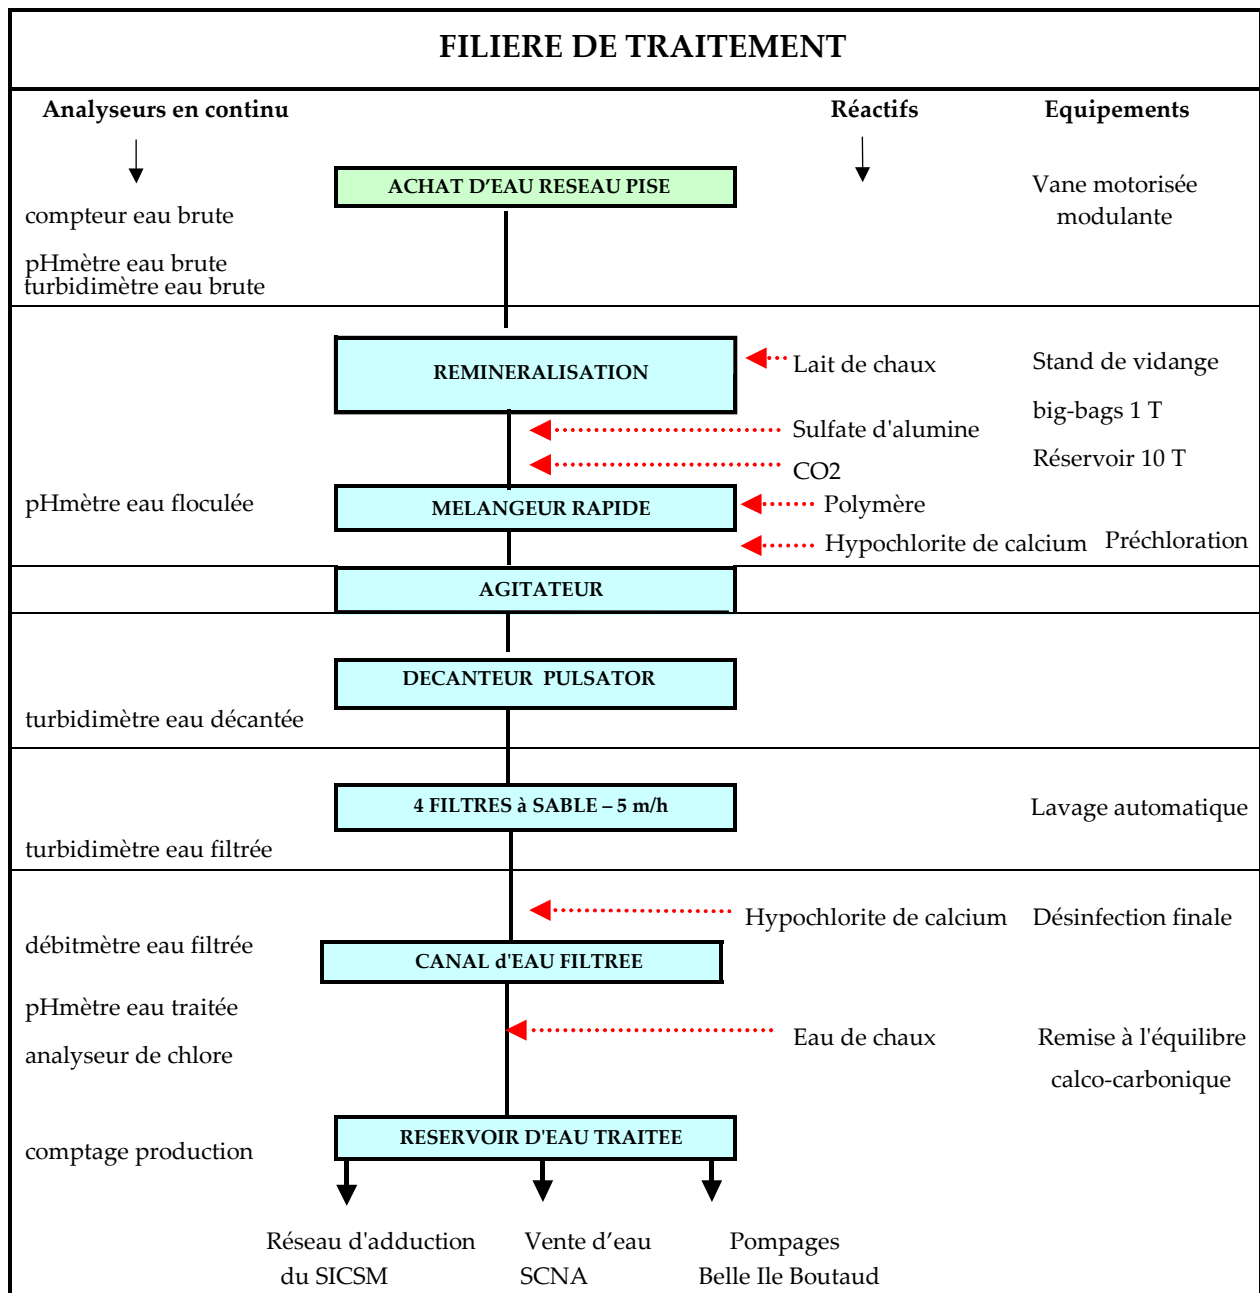 FILIERE DE TRAITEMENT
Analyseurs en continu
Réactifs
Equipements
ACHAT D’EAU RESEAU PISE
Vane motorisée
modulante
compteur eau brute
pHmètre eau brute
turbidimètre eau brute
REMINERALISATION
Lait de chaux
Stand de vidange
big-bags 1 T
Sulfate d'alumine
Réservoir 10 T
CO2
pHmètre eau floculée
MELANGEUR RAPIDE
Polymère
Hypochlorite de calcium
Préchloration
AGITATEUR
DECANTEUR PULSATOR
turbidimètre eau décantée
4 FILTRES à SABLE – 5 m/h
Lavage automatique
turbidimètre eau filtrée
Hypochlorite de calcium
Désinfection finale
débitmètre eau filtrée
CANAL d'EAU FILTREE
pHmètre eau traitée
analyseur de chlore
Eau de chaux
Remise à l'équilibre
calco-carbonique
RESERVOIR D'EAU TRAITEE
comptage production
Réseau d'adduction
du SICSM
Vente d’eau
SCNA
Pompages
Belle Ile Boutaud